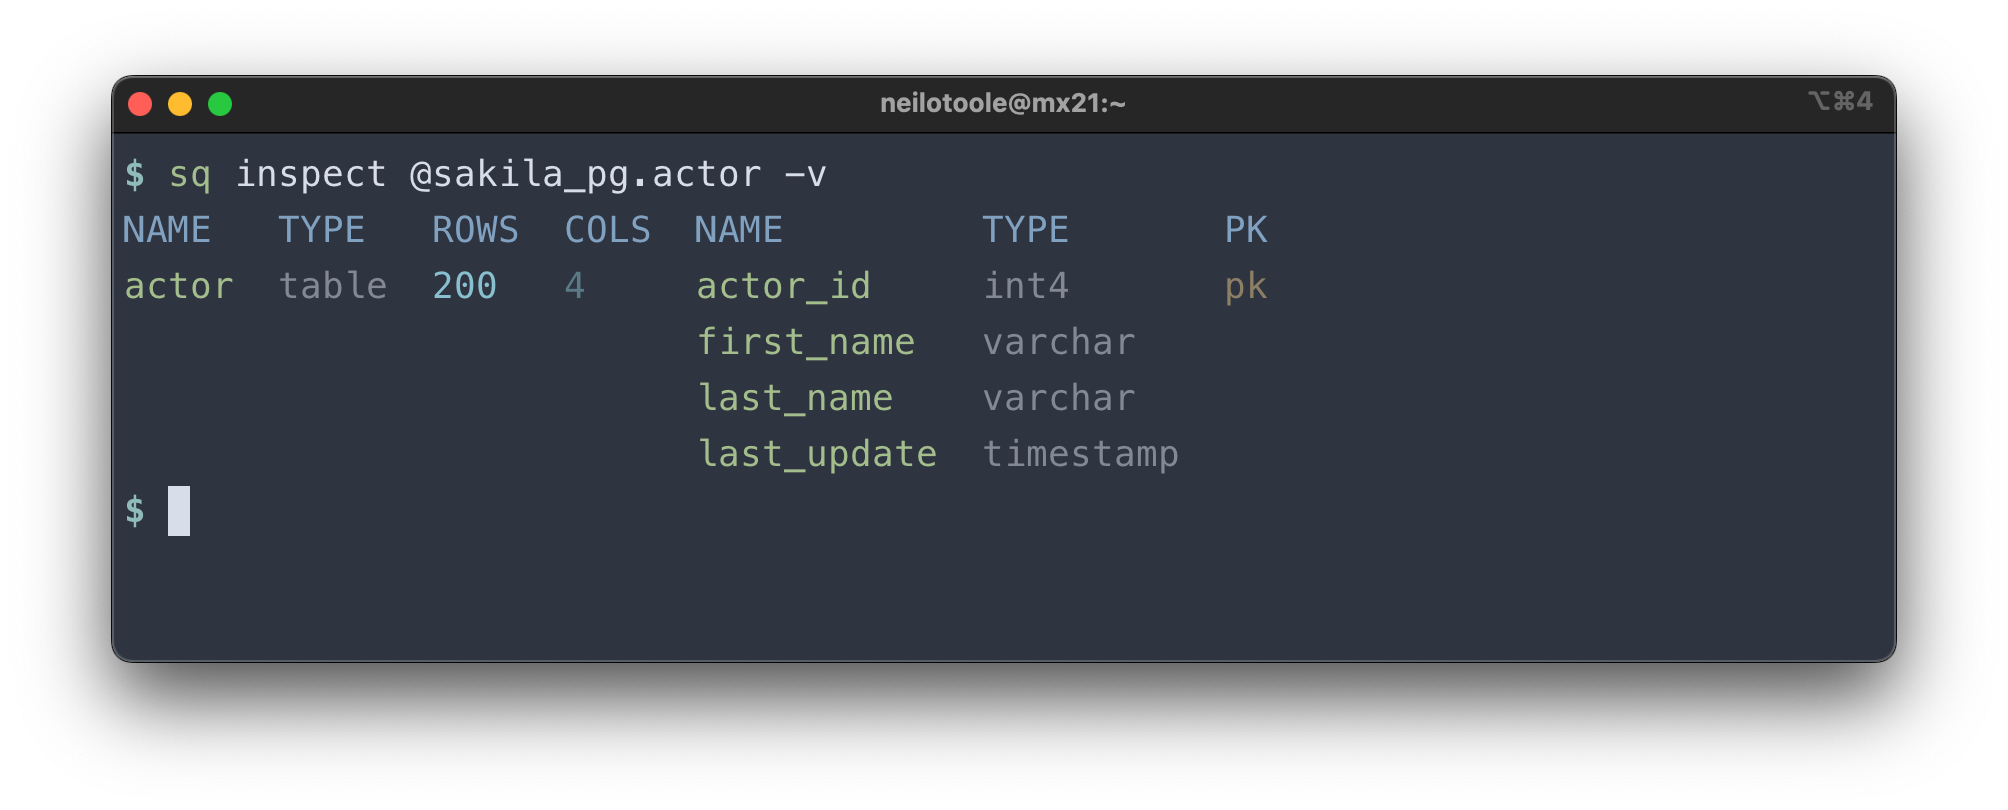 neilotoole@mx21:~ ⌥⌘4
$ sq inspect @sakila_pg.actor -v
NAME TYPE ROWS COLS NAME TYPE PK
actor table 200 4 actor_id int4 pk
first_name varchar
last_name varchar
last_update timestamp
$